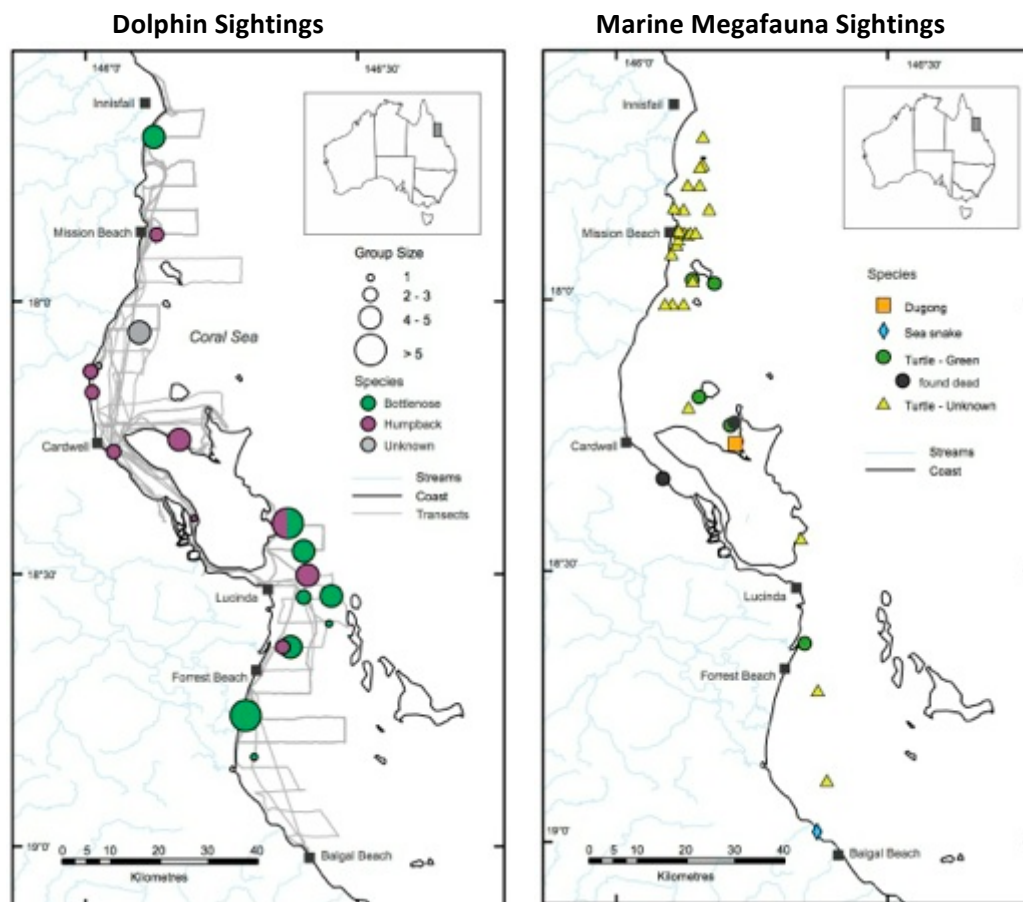 Dolphin Sightings
146°0'
146°30'
Innisfail
Mission Beach
18°0'
Coral Sea
Cardwell
18°30'
Lucinda
Forrest Beach
19°0'
Balgal Beach
Group Size
1
2 - 3
4 - 5
> 5
Species
Bottlenose
Humpback
Unknown
Streams
Coast
Transects
0 5 10 20 30 40
Kilometres
Marine Megafauna Sightings
146°0'
146°30'
Innisfail
Mission Beach
18°0'
Cardwell
18°30'
Lucinda
Forrest Beach
19°0'
Balgal Beach
Species
Dugong
Sea snake
Turtle - Green
found dead
Turtle - Unknown
Streams
Coast
0 5 10 20 30 40
Kilometres